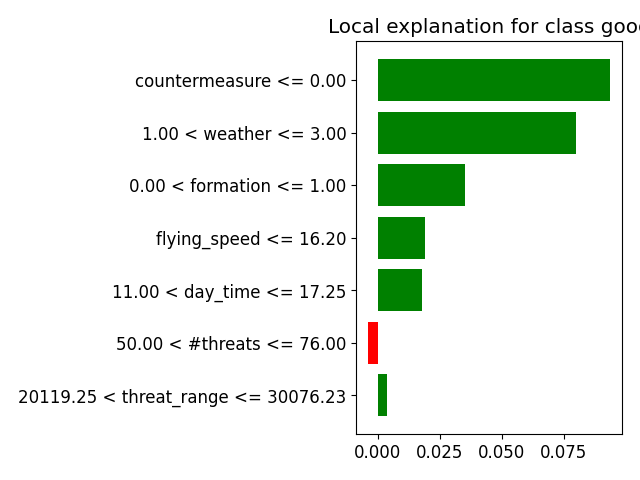 Local explanation for class good
countermeasure <= 0.00
1.00 < weather <= 3.00
0.00 < formation <= 1.00
flying_speed <= 16.20
11.00 < day_time <= 17.25
50.00 < #threats <= 76.00
20119.25 < threat_range <= 30076.23
0.000 0.025 0.050 0.075